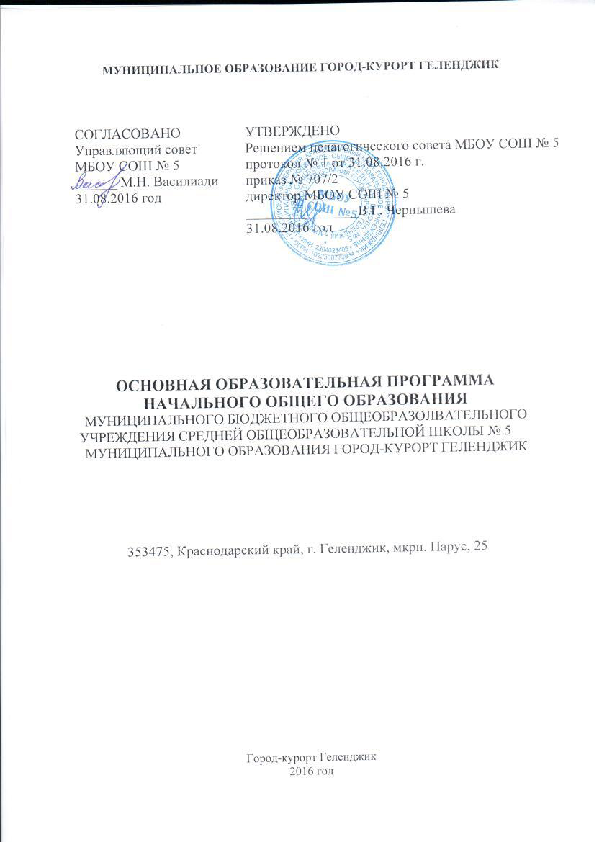 МУНИЦИПАЛЬНОЕ ОБРАЗОВАНИЕ ГОРОД-КУРОРТ ГЕЛЕНДЖИК
СОГЛАСОВАНО
Управляющий совет
МБОУ СОШ № 5
М.Н. Василиади
31.08.2016 год
УТВЕРЖДЕНО
Решением педагогического совета МБОУ СОШ № 5
протокол № 1 от 31.08.2016 г.
приказ № 707/2
директор МБОУ СОШ № 5
В.Г. Чернышева
31.08.2016 год
СОШ №5
ОСНОВНАЯ ОБРАЗОВАТЕЛЬНАЯ ПРОГРАММА
НАЧАЛЬНОГО ОБЩЕГО ОБРАЗОВАНИЯ
МУНИЦИПАЛЬНОГО БЮДЖЕТНОГО ОБЩЕОБРАЗОЛВАТЕЛЬНОГО
УЧРЕЖДЕНИЯ СРЕДНЕЙ ОБЩЕОБРАЗОВАТЕЛЬНОЙ ШКОЛЫ № 5
МУНИЦИПАЛЬНОГО ОБРАЗОВАНИЯ ГОРОД-КУРОРТ ГЕЛЕНДЖИК
353475, Краснодарский край, г. Геленджик, мкрн. Парус, 25
Город-курорт Геленджик
2016 год